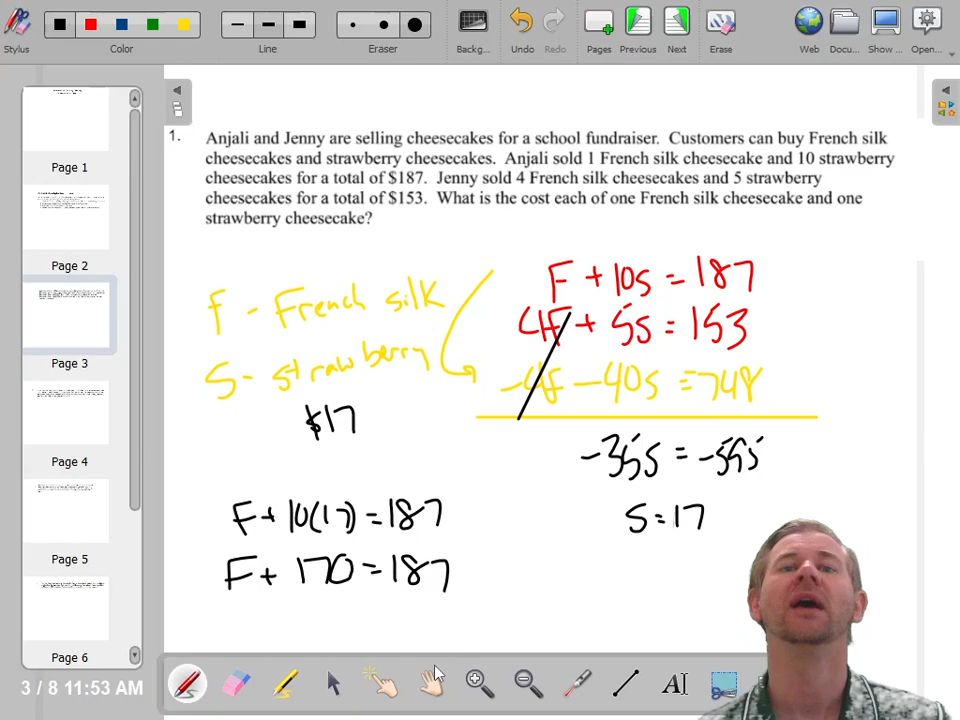 Stylus
Color
Line
Eraser
Backg...
Undo
Redo
Pages
Previous
Next
Erase
Web
Docu...
Show ...
Open...
Page 1
Page 2
Page 3
Page 4
Page 5
Page 6
3 / 8 11:53 AM
1. Anjali and Jenny are selling cheesecakes for a school fundraiser. Customers can buy French silk
cheesecakes and strawberry cheesecakes. Anjali sold 1 French silk cheesecake and 10 strawberry
cheesecakes for a total of $187. Jenny sold 4 French silk cheesecakes and 5 strawberry
cheesecakes for a total of $153. What is the cost each of one French silk cheesecake and one
strawberry cheesecake?
F - French silk
S - strawberry
$17
F + 10(17) = 187
F + 170 = 187
F + 10s = 187
4F + 5s = 153
-4F - 40s = 748
-35s = -595
S = 17
AI